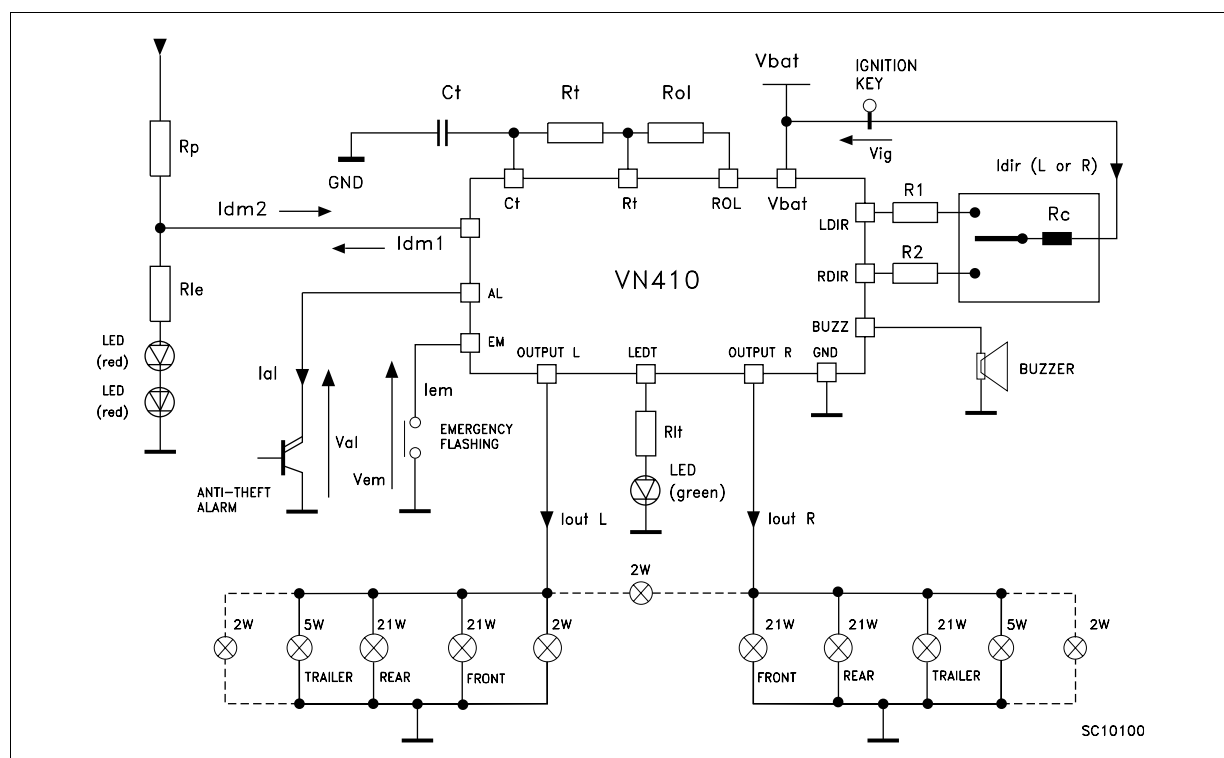 Vbat
IGNITION
KEY
Ct
Rt
Rol
Rp
Vig
GND
Idir (L or R)
Ct
Rt
ROL
Vbat
R1
Rc
Idm2
LDIR
Idm1
R2
VN410
RDIR
Rle
AL
BUZZ
EM
OUTPUT L
LEDT
OUTPUT R
GND
LED
(red)
LED
(red)
Ial
Iem
BUZZER
Val
EMERGENCY
FLASHING
Rlt
Vem
LED
(green)
ANTI-THEFT
ALARM
Iout L
Iout R
2W
2W
5W
21W
21W
2W
21W
21W
21W
5W
2W
TRAILER
REAR
FRONT
FRONT
REAR
TRAILER
SC10100